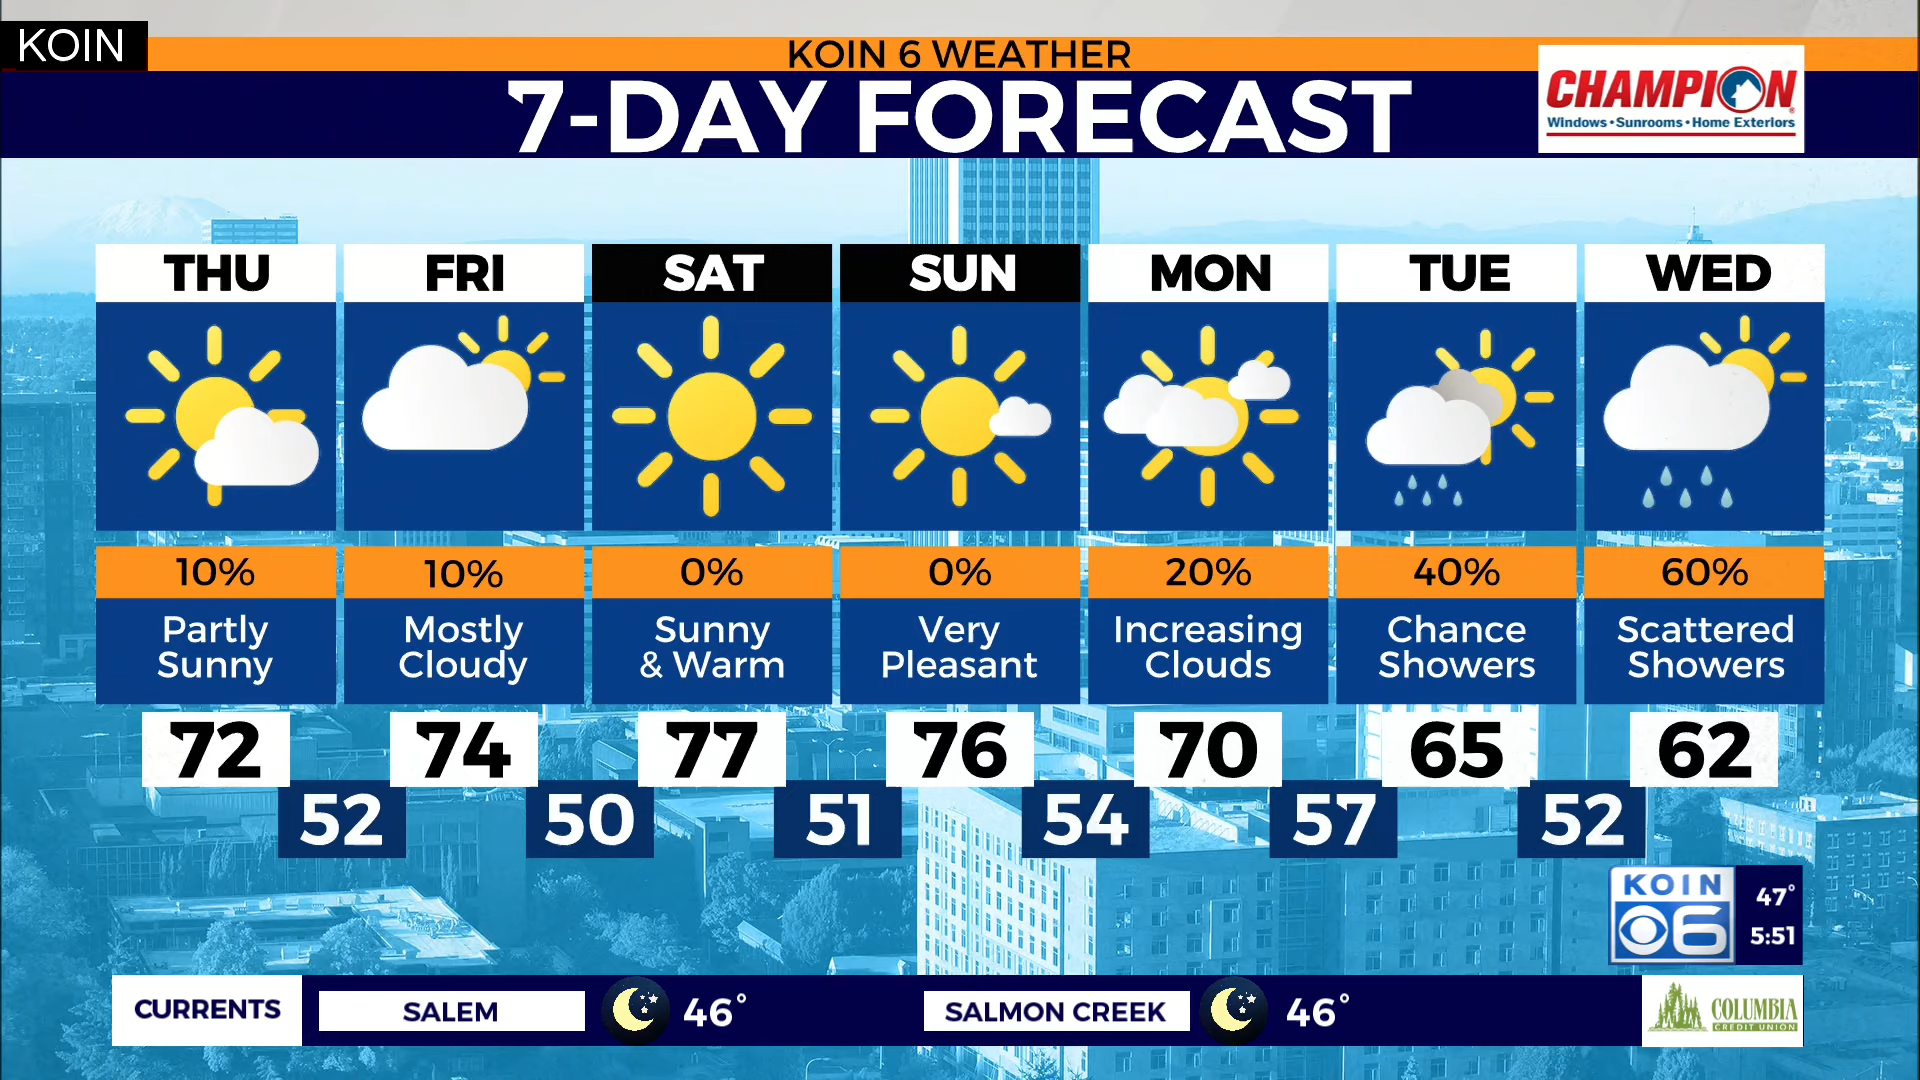 KOIN
KOIN 6 WEATHER
7-DAY FORECAST
CHAMPION
Windows • Sunrooms • Home Exteriors
THU FRI SAT SUN MON TUE WED
10% 10% 0% 0% 20% 40% 60%
Partly Mostly Sunny Very Increasing Chance Scattered
Sunny Cloudy & Warm Pleasant Clouds Showers Showers
72 74 77 76 70 65 62
52 50 51 54 57 52
KOIN
6
47°
5:51
CURRENTS SALEM 46° SALMON CREEK 46°
COLUMBIA
CREDIT UNION